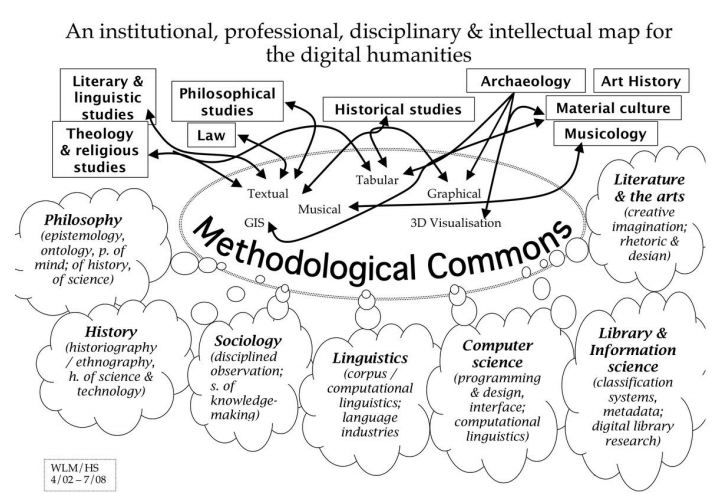 An institutional, professional, disciplinary & intellectual map for
the digital humanities
Literary &
linguistic
studies
Theology
& religious
studies
Philosophical
studies
Law
Historical studies
Archaeology
Art History
Material culture
Musicology
Textual
Tabular
Graphical
Musical
GIS
3D Visualisation
Methodological Commons
Philosophy
(epistemology,
ontology, p. of
mind; of history,
of science)
Literature
& the arts
(creative
imagination;
rhetoric &
design)
History
(historiography
/ ethnography,
h. of science &
technology)
Sociology
(disciplined
observation;
s. of
knowledge-
making)
Linguistics
(corpus /
computational
linguistics;
language
industries
Computer
science
(programming
& design,
interface;
computational
linguistics)
Library &
Information
science
(classification
systems,
metadata;
digital library
research)
WLM/HS
4/02 – 7/08